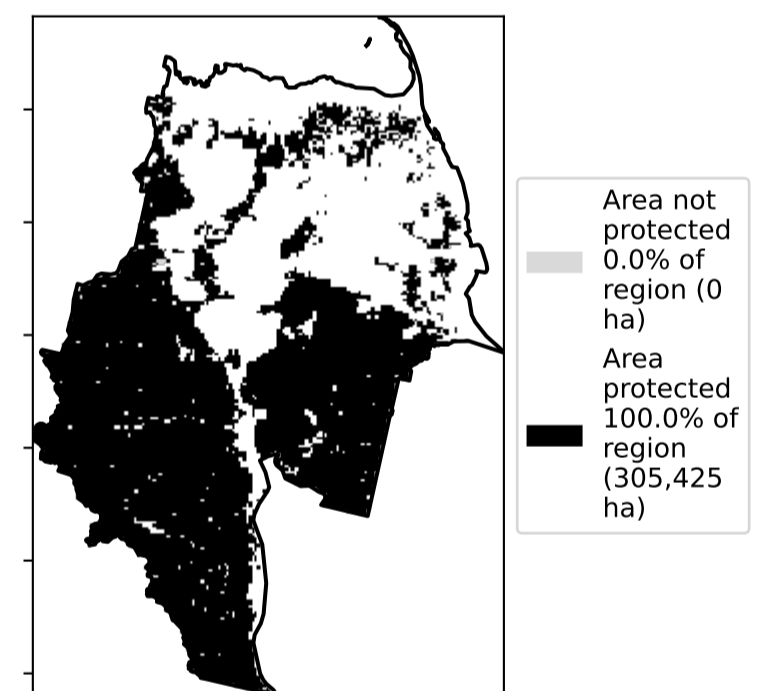 Area not
protected
0.0% of
region (0
ha)
Area
protected
100.0% of
region
(305,425
ha)